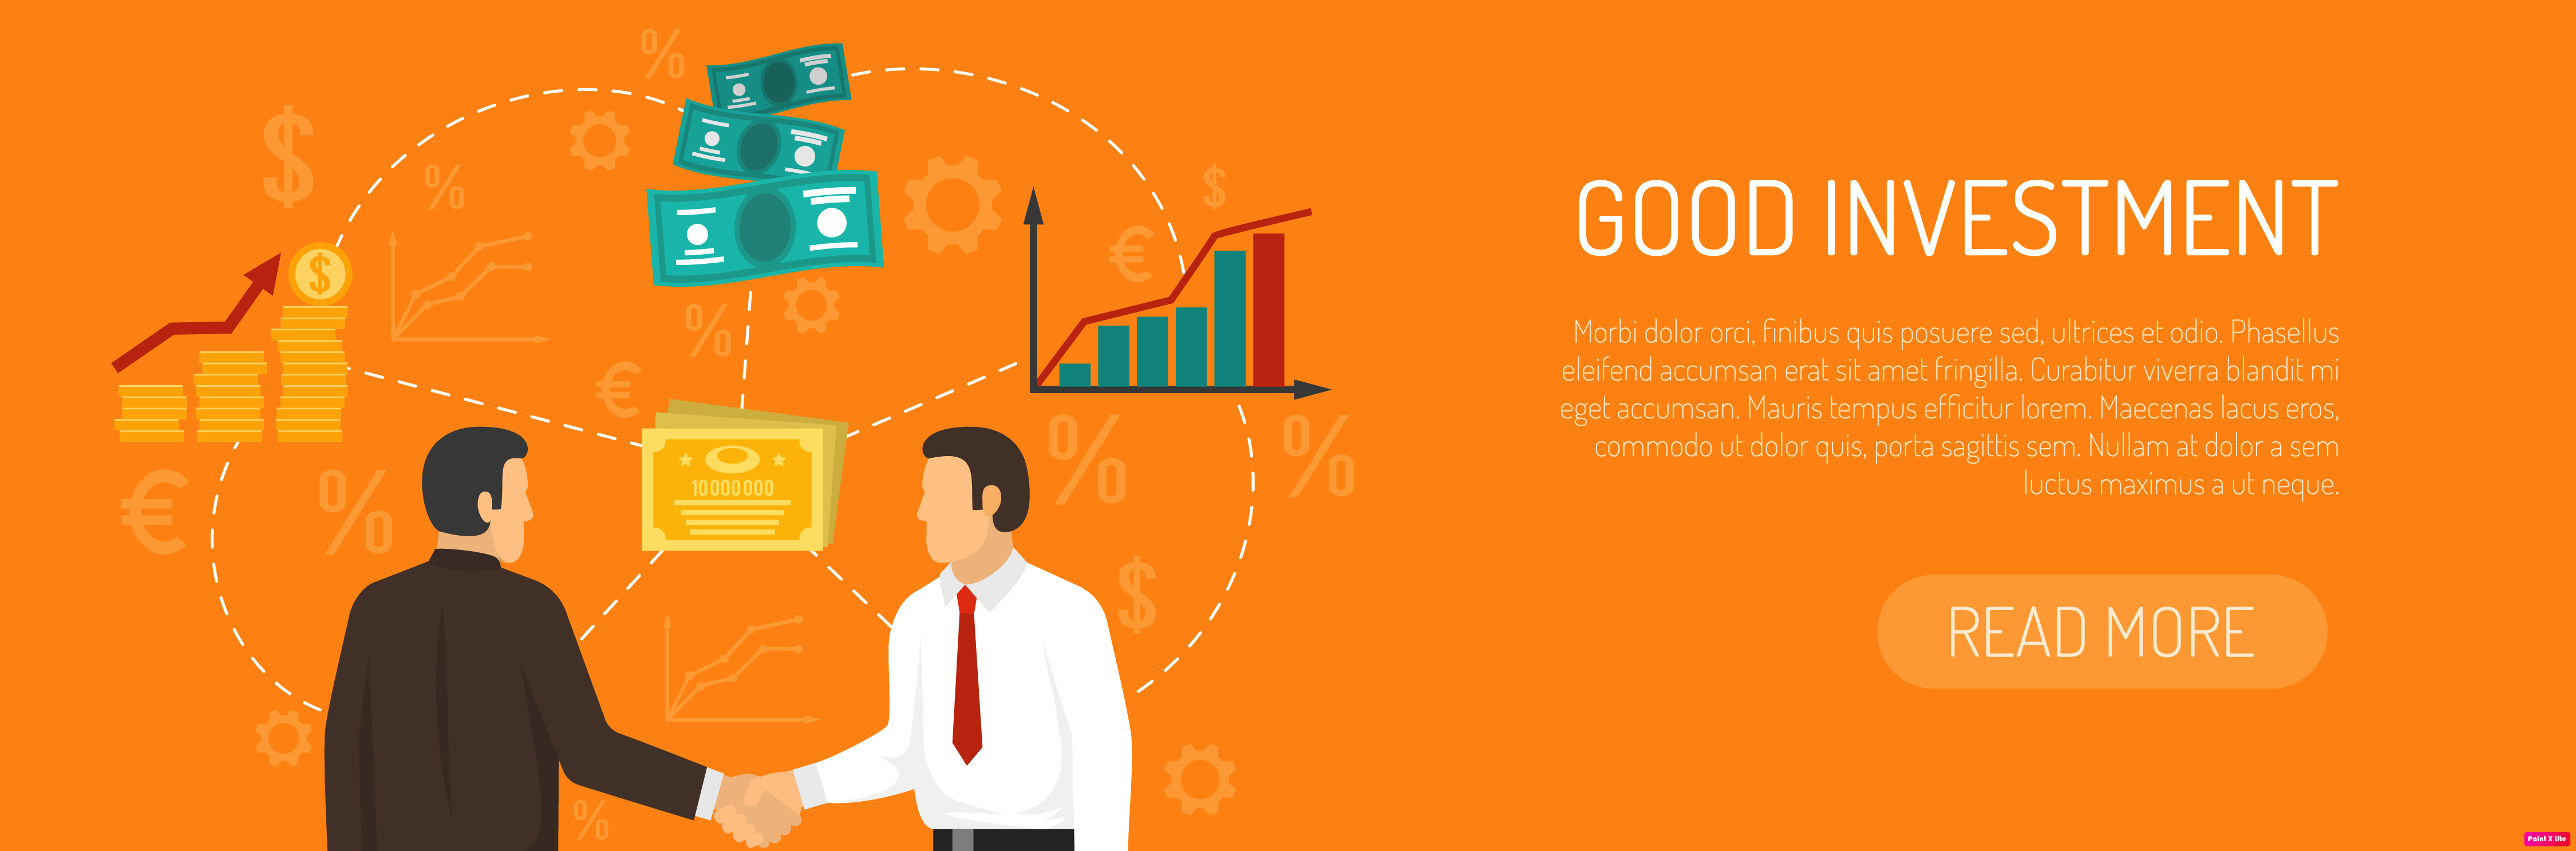 GOOD INVESTMENT
Morbi dolor orci, finibus quis posuere sed, ultrices et odio. Phasellus
eleifend accumsan erat sit amet fringilla. Curabitur viverra blandit mi
eget accumsan. Mauris tempus efficitur lorem. Maecenas lacus eros,
commodo ut dolor quis, porta sagittis sem. Nullam at dolor a sem
luctus maximus a ut neque.
READ MORE
10000000
Paint X Lite